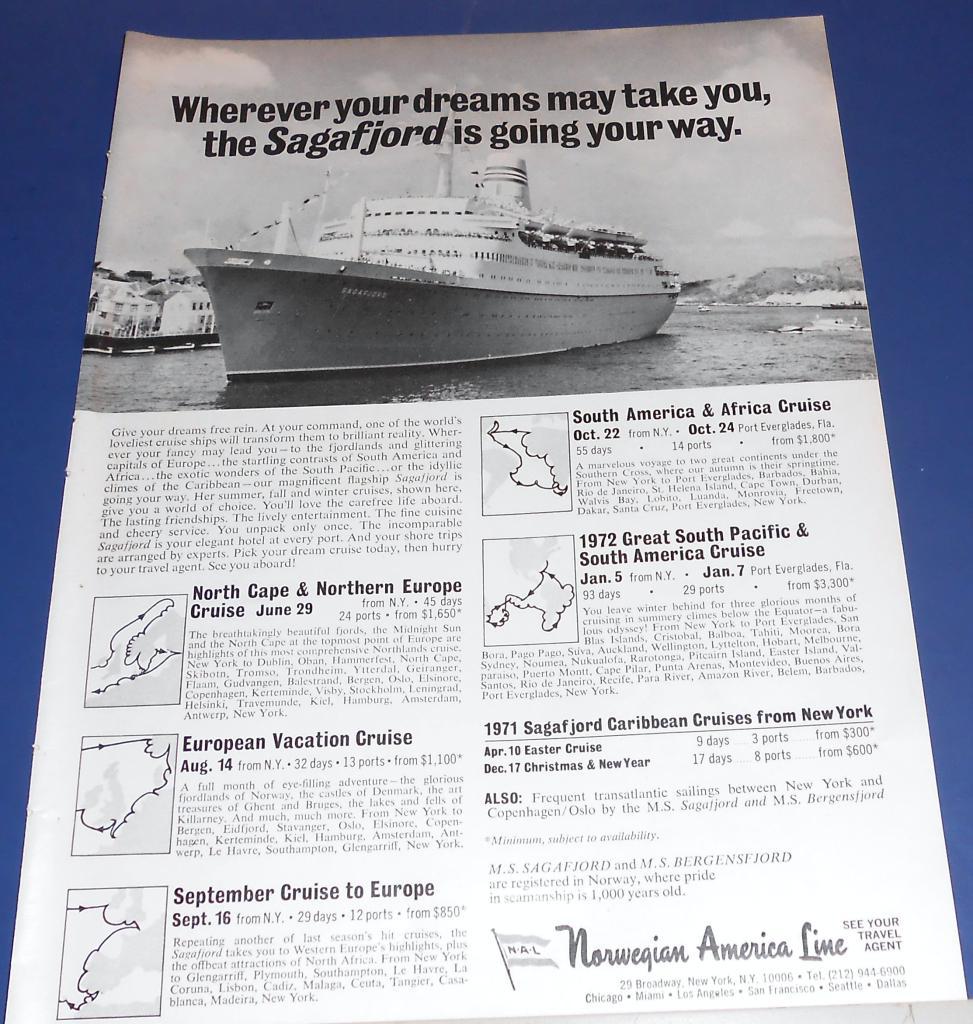 Wherever your dreams may take you,
the Sagafjord is going your way.
SAGAFJORD
Give your dreams free rein. At your command, one of the world's
loveliest cruise ships will transform them to brilliant reality. Wher-
ever your fancy may lead you—to the fjordlands and glittering
capitals of Europe...the startling contrasts of South America and
Africa...the exotic wonders of the South Pacific...or the idyllic
climes of the Caribbean—our magnificent flagship Sagafjord is
going your way. Her summer, fall and winter cruises, shown here,
give you a world of choice. You'll love the carefree life aboard.
The lasting friendships. The lively entertainment. The fine cuisine
and cheery service. You unpack only once. The incomparable
Sagafjord is your elegant hotel at every port. And your shore trips
are arranged by experts. Pick your dream cruise today, then hurry
to your travel agent. See you aboard!
North Cape & Northern Europe
Cruise June 29
from N.Y. • 45 days
24 ports • from $1,650*
The breathtakingly beautiful fjords, the Midnight Sun
and the North Cape at the topmost point of Europe are
highlights of this most comprehensive Northlands cruise.
New York to Dublin, Oban, Hammerfest, North Cape,
Skibotn, Tromso, Trondheim, Ytterdal, Geiranger,
Flaam, Gudvangen, Balestrand, Bergen, Oslo, Elsinore,
Copenhagen, Kerteminde, Visby, Stockholm, Leningrad,
Helsinki, Travemunde, Kiel, Hamburg, Amsterdam,
Antwerp, New York.
European Vacation Cruise
Aug. 14 from N.Y. • 32 days • 13 ports • from $1,100*
A full month of eye-filling adventure—the glorious
fjordlands of Norway, the castles of Denmark, the art
treasures of Ghent and Bruges, the lakes and fells of
Killarney. And much, much more. From New York to
Bergen, Eidfjord, Stavanger, Oslo, Elsinore, Copen-
hagen, Kerteminde, Kiel, Hamburg, Amsterdam, Ant-
werp, Le Havre, Southampton, Glengarriff, New York.
September Cruise to Europe
Sept. 16 from N.Y. • 29 days • 12 ports • from $850*
Repeating another of last season's hit cruises, the
Sagafjord takes you to Western Europe's highlights, plus
the offbeat attractions of North Africa. From New York
to Glengarriff, Plymouth, Southampton, Le Havre, La
Coruna, Lisbon, Cadiz, Malaga, Ceuta, Tangier, Casa-
blanca, Madeira, New York.
South America & Africa Cruise
Oct. 22 from N.Y. • Oct. 24 Port Everglades, Fla.
55 days • 14 ports • from $1,800*
A marvelous voyage to two great continents under the
Southern Cross, where our autumn is their springtime.
From New York to Port Everglades, Barbados, Bahia,
Rio de Janeiro, St. Helena Island, Cape Town, Durban,
Walvis Bay, Lobito, Luanda, Monrovia, Freetown,
Dakar, Santa Cruz, Port Everglades, New York.
1972 Great South Pacific &
South America Cruise
Jan. 5 from N.Y. • Jan. 7 Port Everglades, Fla.
93 days • 29 ports • from $3,300*
You leave winter behind for three glorious months of
cruising in summery climes below the Equator—a fabu-
lous odyssey! From New York to Port Everglades, San
Blas Islands, Cristobal, Balboa, Tahiti, Moorea, Bora
Bora, Pago Pago, Suva, Auckland, Wellington, Lyttelton, Hobart, Melbourne,
Sydney, Noumea, Nukualofa, Rarotonga, Pitcairn Island, Easter Island, Val-
paraiso, Puerto Montt, Cape Pilar, Punta Arenas, Montevideo, Buenos Aires,
Santos, Rio de Janeiro, Recife, Para River, Amazon River, Belem, Barbados,
Port Everglades, New York.
1971 Sagafjord Caribbean Cruises from New York
Apr. 10 Easter Cruise 9 days ..... 3 ports ..... from $300*
Dec. 17 Christmas & New Year 17 days ..... 8 ports ..... from $600*
ALSO: Frequent transatlantic sailings between New York and
Copenhagen/Oslo by the M.S. Sagafjord and M.S. Bergensfjord
*Minimum, subject to availability.
M.S. SAGAFJORD and M.S. BERGENSFJORD
are registered in Norway, where pride
in seamanship is 1,000 years old.
N•A•L
Norwegian America Line
SEE YOUR
TRAVEL
AGENT
29 Broadway, New York, N.Y. 10006 • Tel. (212) 944-6900
Chicago • Miami • Los Angeles • San Francisco • Seattle • Dallas